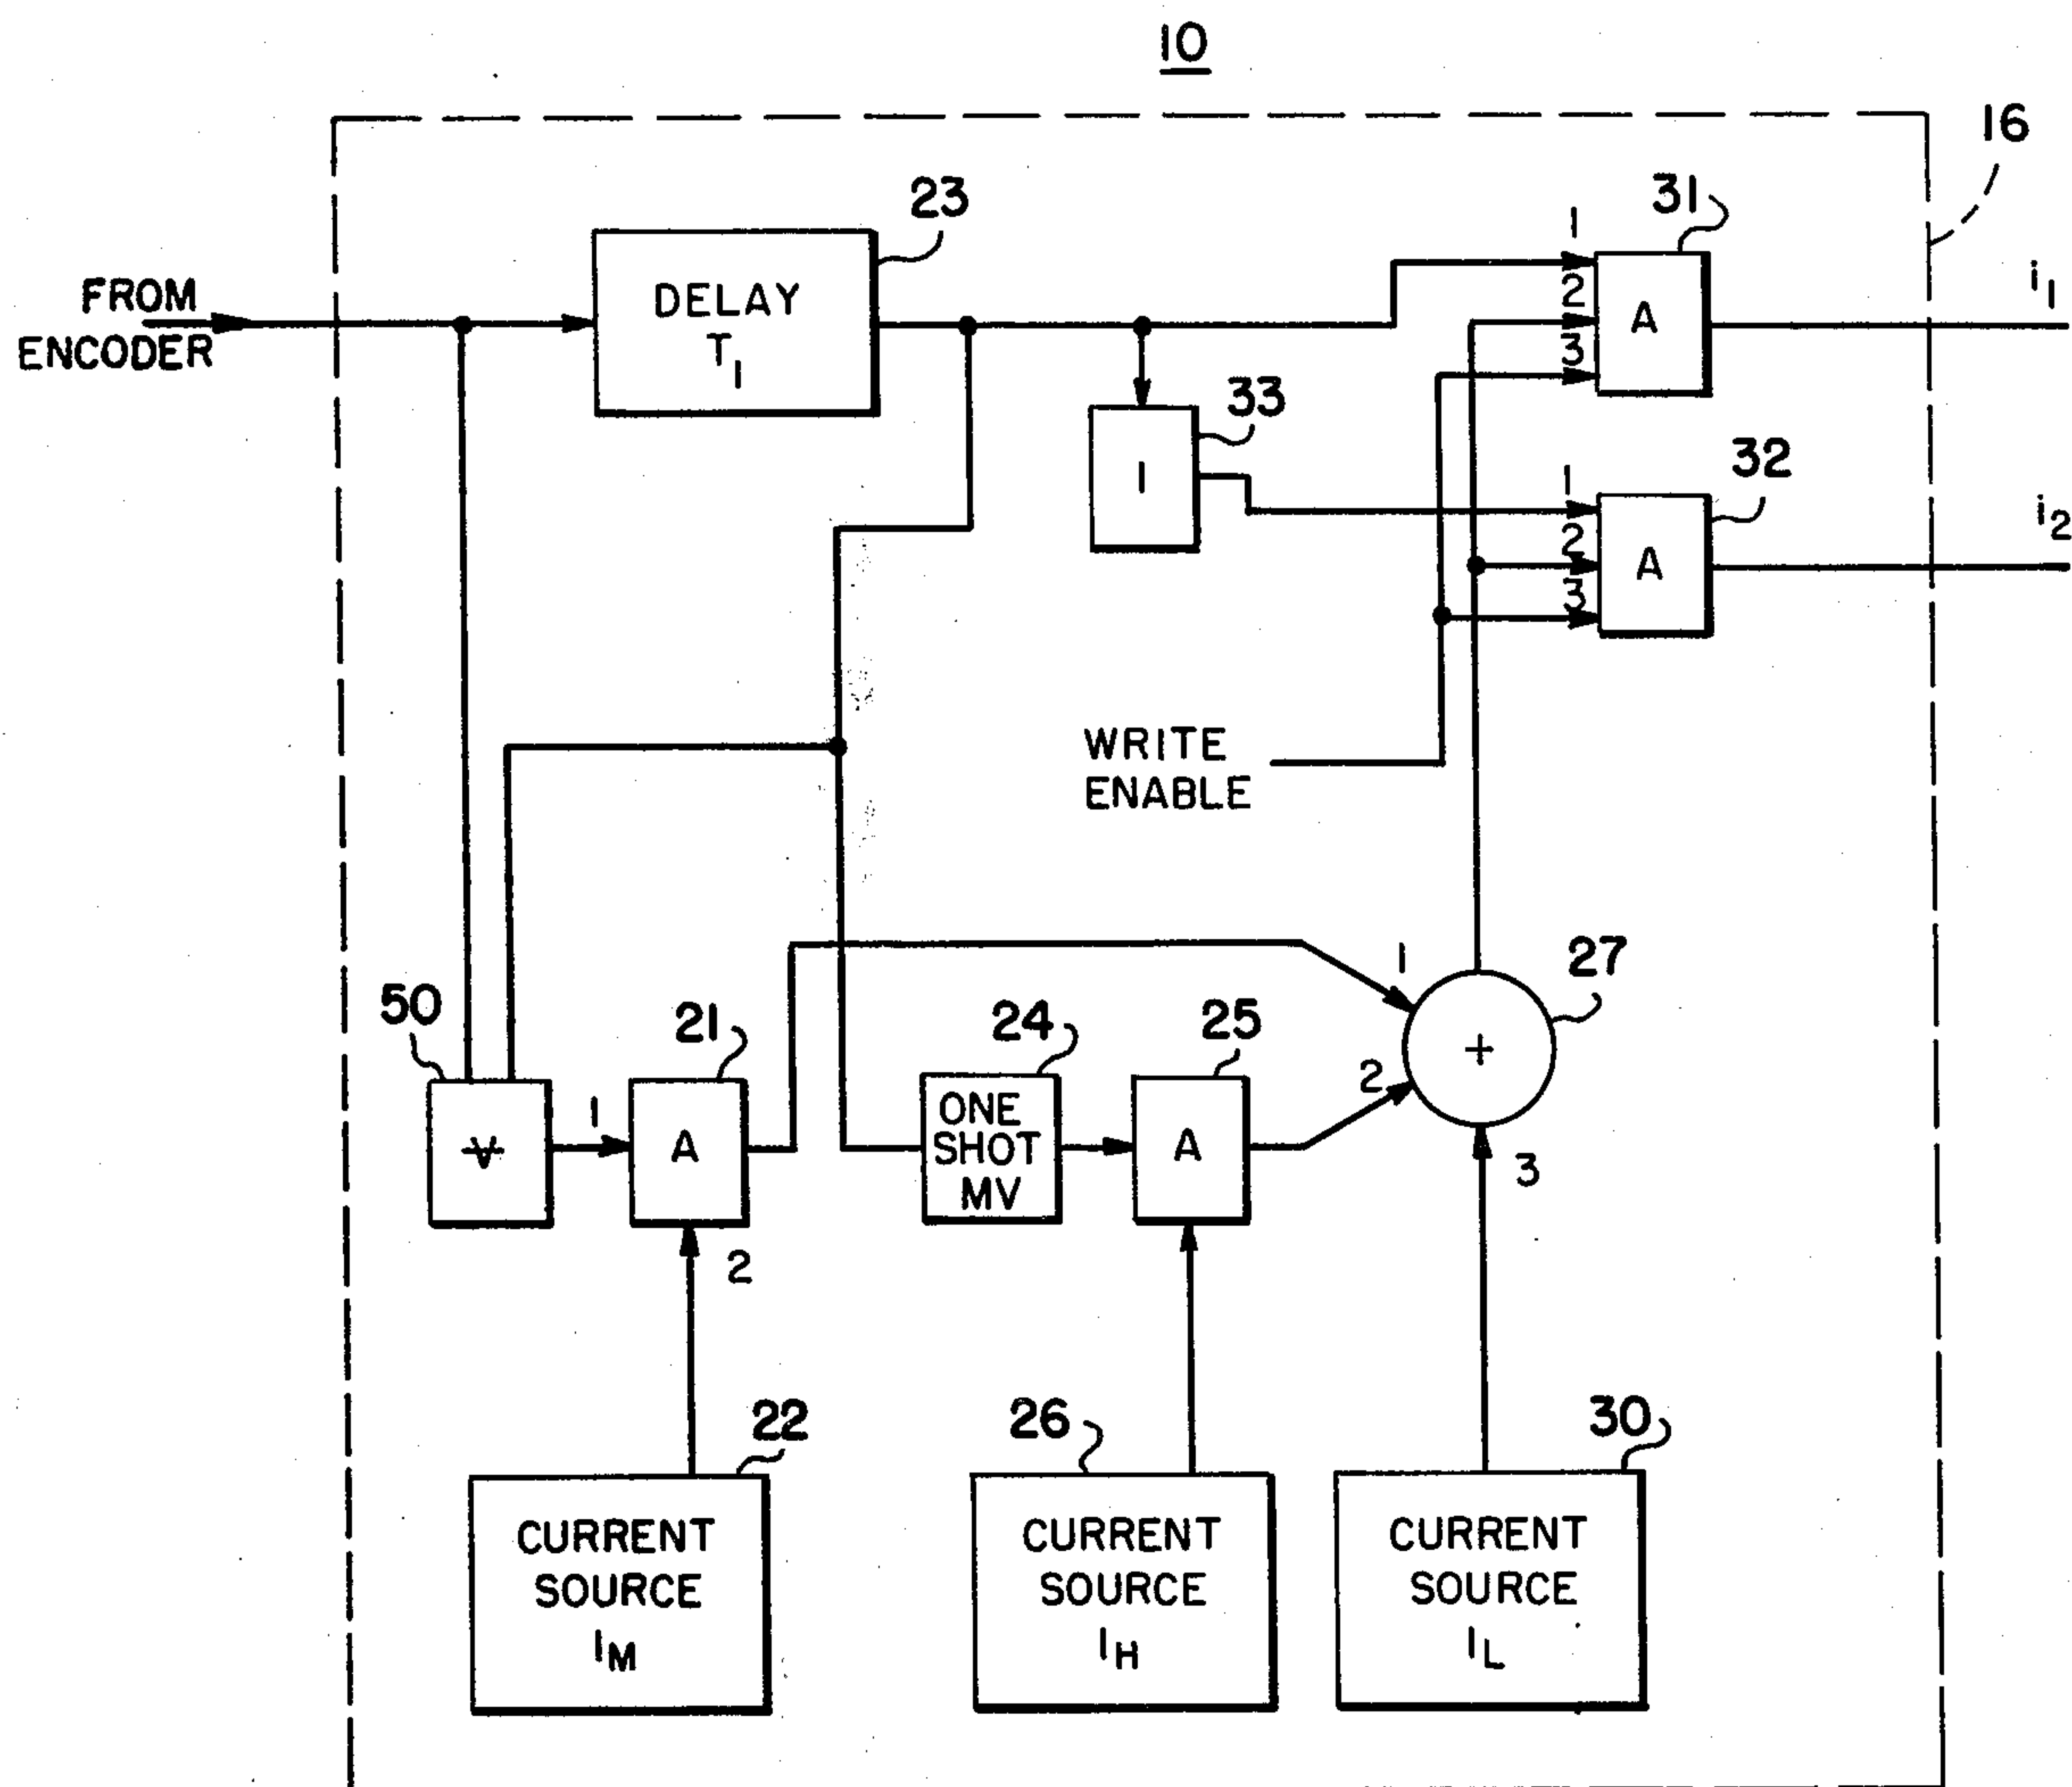 10
16
23
31
FROM
ENCODER
DELAY
T1
1
2
3
A
i1
33
I
32
1
2
3
A
i2
WRITE
ENABLE
50
21
24
25
27
1
2
3
+
∀
1
A
2
ONE
SHOT
MV
A
22
26
30
CURRENT
SOURCE
IM
CURRENT
SOURCE
IH
CURRENT
SOURCE
IL